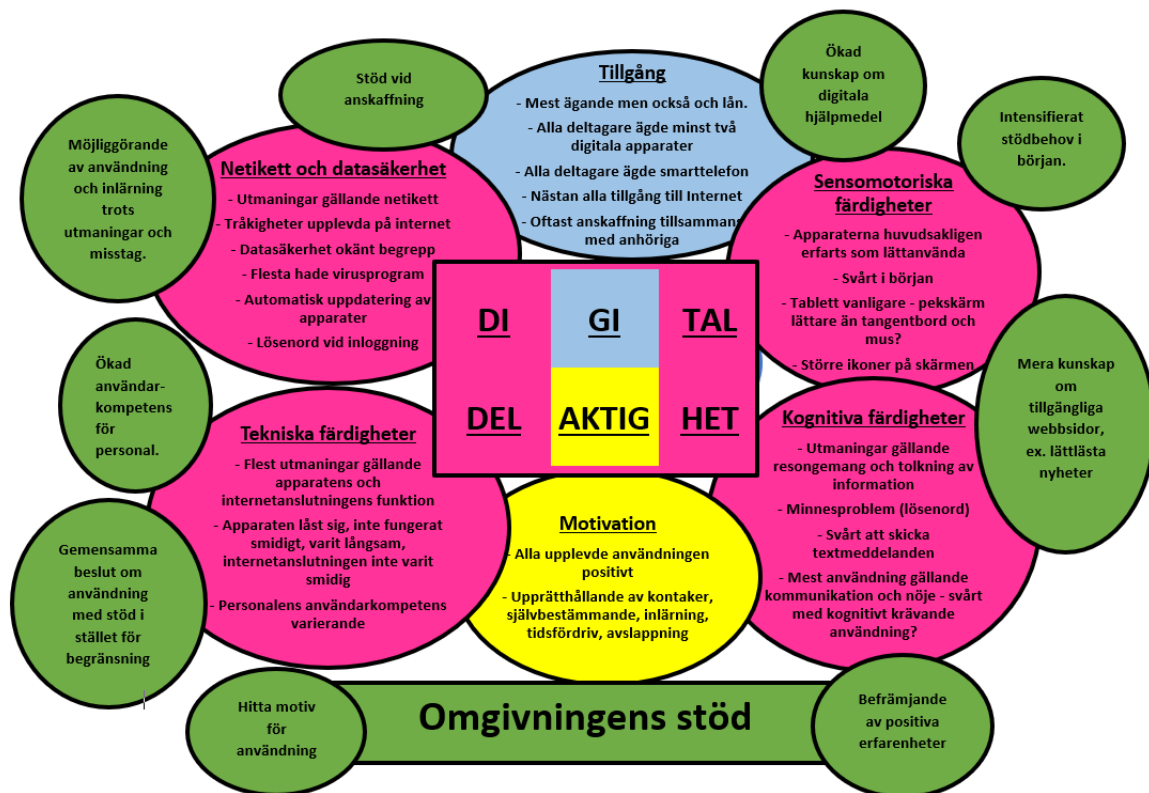 Stöd vid
anskaffning
Tillgång
- Mest ägande men också och lån.
- Alla deltagare ägde minst två
digitala apparater
- Alla deltagare ägde smarttelefon
- Nästan alla tillgång till Internet
- Oftast anskaffning tillsammans
med anhöriga
Ökad
kunskap om
digitala
hjälpmedel
Intensifierat
stödbehov i
början.
Möjliggörande
av användning
och inlärning
trots
utmaningar och
misstag.
Netikett och datasäkerhet
- Utmaningar gällande netikett
- Tråkigheter upplevda på internet
- Datasäkerhet okänt begrepp
- Flesta hade virusprogram
- Automatisk uppdatering av
apparater
- Lösenord vid inloggning
Sensomotoriska
färdigheter
- Apparaterna huvudsakligen
erfarts som lättanvända
- Svårt i början
- Tablett vanligare - pekskärm
lättare än tangentbord och
mus?
- Större ikoner på skärmen
DI GI TAL
DEL AKTIG HET
Ökad
användar-
kompetens
för
personal.
Mera kunskap
om
tillgängliga
webbsidor,
ex. lättlästa
nyheter
Tekniska färdigheter
- Flest utmaningar gällande
apparatens och
internetanslutningens funktion
- Apparaten låst sig, inte fungerat
smidigt, varit långsam,
internetanslutningen inte varit
smidig
- Personalens användarkompetens
varierande
Kognitiva färdigheter
- Utmaningar gällande
resongemang och tolkning av
information
- Minnesproblem (lösenord)
- Svårt att skicka
textmeddelanden
- Mest användning gällande
kommunikation och nöje - svårt
med kognitivt krävande
användning?
Motivation
- Alla upplevde användningen
positivt
- Upprätthållande av kontaker,
självbestämmande, inlärning,
tidsfördriv, avslappning
Gemensamma
beslut om
användning
med stöd i
stället för
begränsning
Hitta motiv
för
användning
Omgivningens stöd
Befrämjande
av positiva
erfarenheter